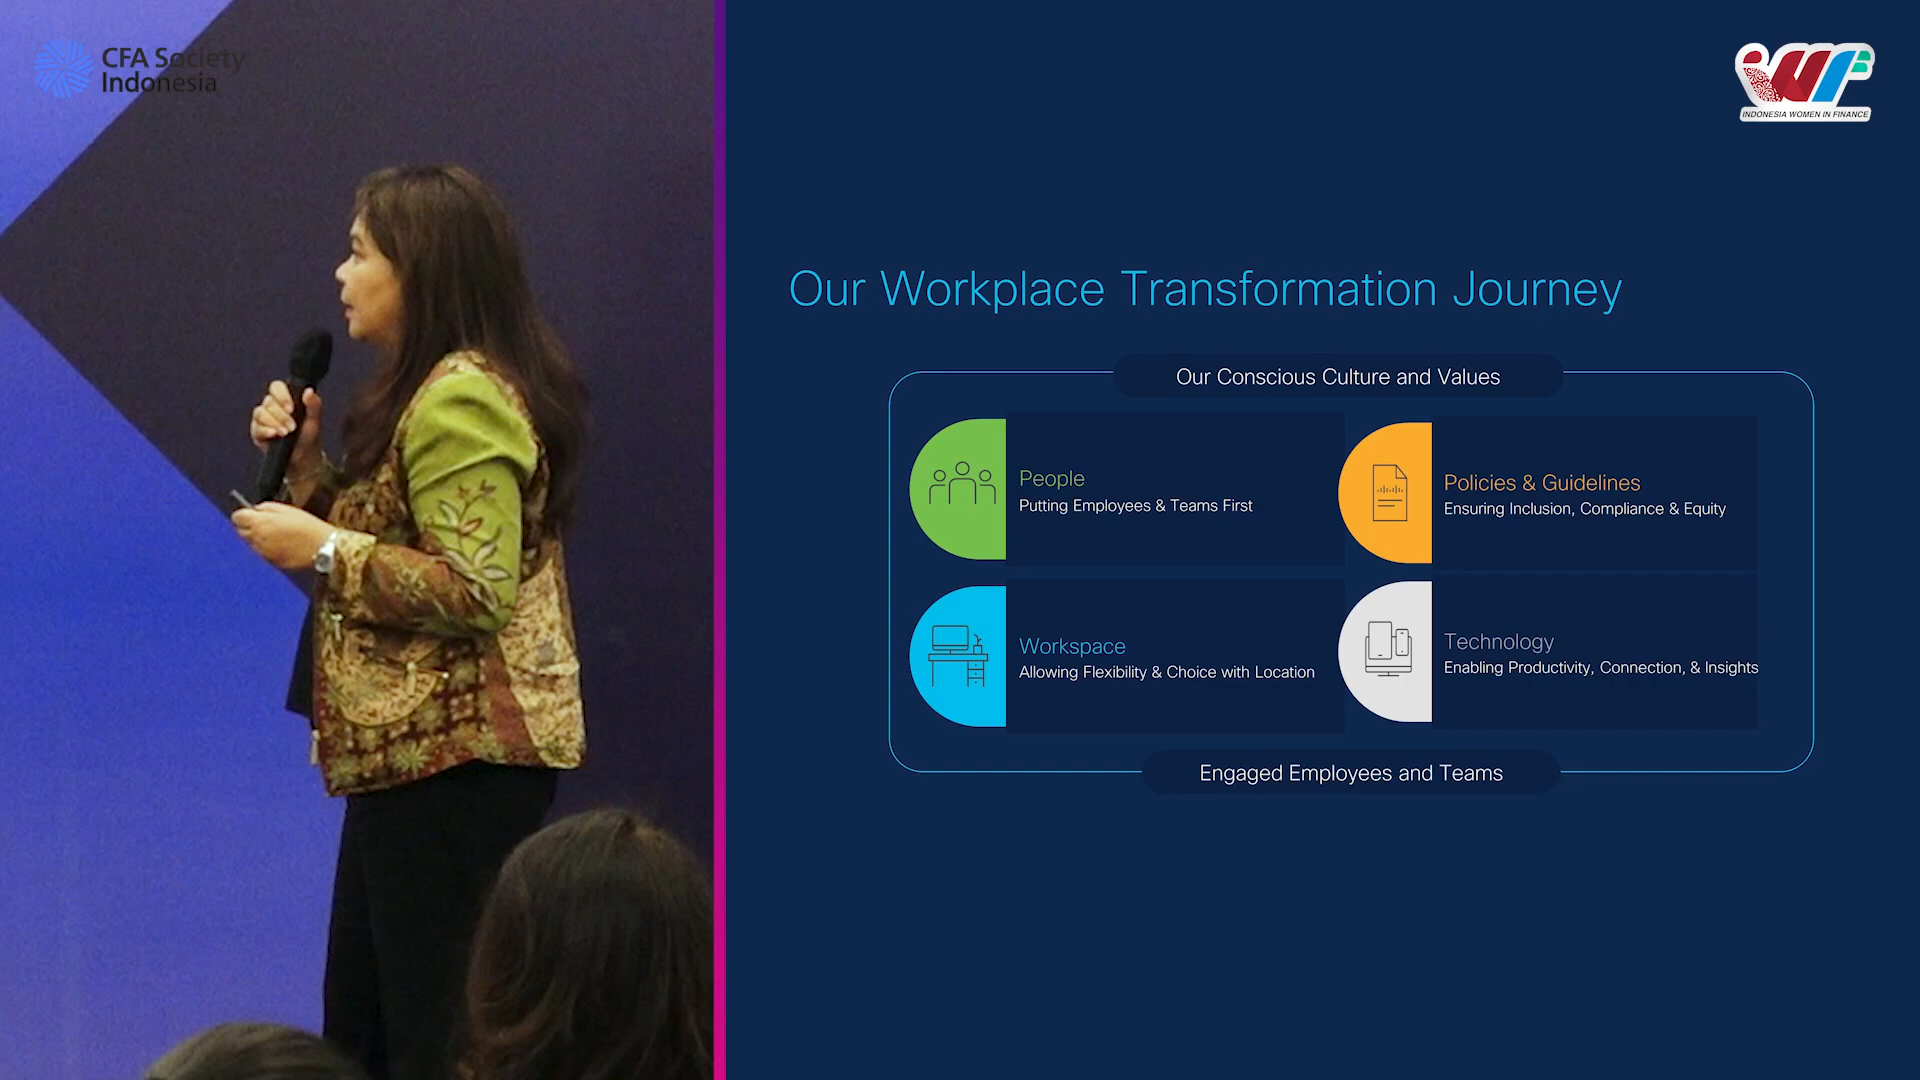 CFA Society
Indonesia
iWF
INDONESIA WOMEN IN FINANCE
Our Workplace Transformation Journey
Our Conscious Culture and Values
People
Putting Employees & Teams First
Policies & Guidelines
Ensuring Inclusion, Compliance & Equity
Workspace
Allowing Flexibility & Choice with Location
Technology
Enabling Productivity, Connection, & Insights
Engaged Employees and Teams